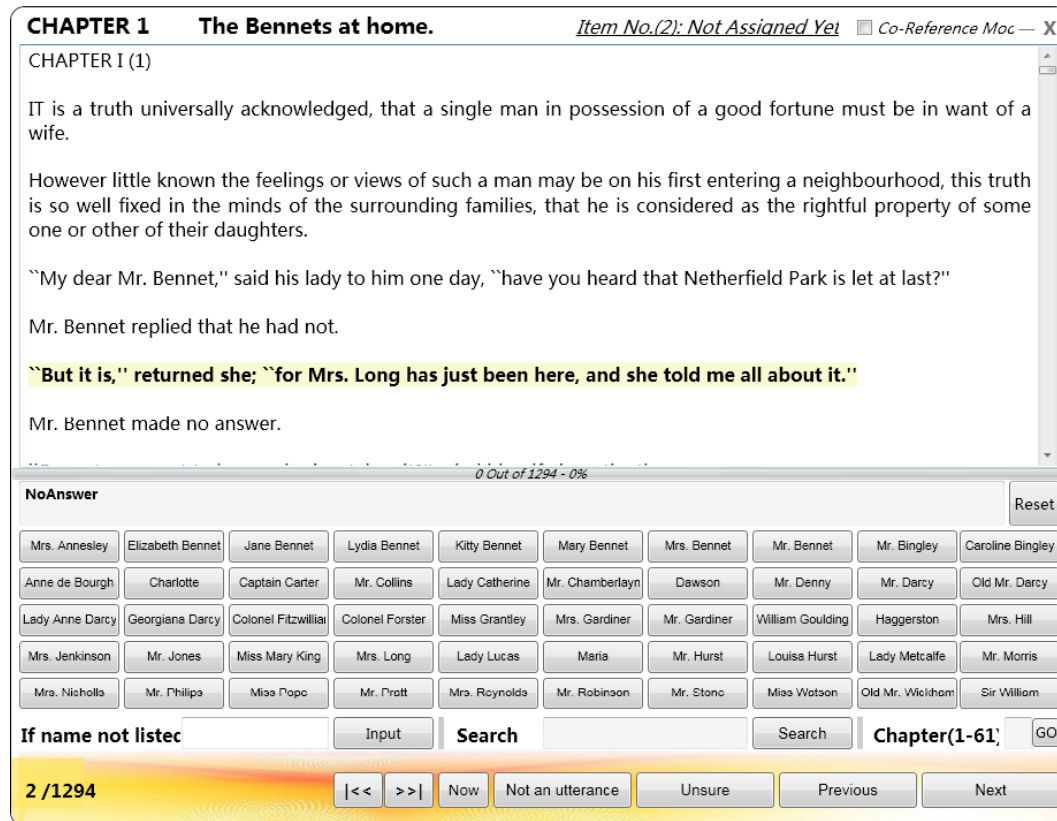 CHAPTER 1 The Bennets at home. Item No.(2): Not Assigned Yet Co-Reference Moc — X
CHAPTER I (1)
IT is a truth universally acknowledged, that a single man in possession of a good fortune must be in want of a
wife.
However little known the feelings or views of such a man may be on his first entering a neighbourhood, this truth
is so well fixed in the minds of the surrounding families, that he is considered as the rightful property of some
one or other of their daughters.
``My dear Mr. Bennet,'' said his lady to him one day, ``have you heard that Netherfield Park is let at last?''
Mr. Bennet replied that he had not.
``But it is,'' returned she; ``for Mrs. Long has just been here, and she told me all about it.''
Mr. Bennet made no answer.
0 Out of 1294 - 0%
NoAnswer
Reset
Mrs. Annesley Elizabeth Bennet Jane Bennet Lydia Bennet Kitty Bennet Mary Bennet Mrs. Bennet Mr. Bennet Mr. Bingley Caroline Bingley
Anne de Bourgh Charlotte Captain Carter Mr. Collins Lady Catherine Mr. Chamberlayn Dawson Mr. Denny Mr. Darcy Old Mr. Darcy
Lady Anne Darcy Georgiana Darcy Colonel Fitzwilliar Colonel Forster Miss Grantley Mrs. Gardiner Mr. Gardiner William Goulding Haggerston Mrs. Hill
Mrs. Jenkinson Mr. Jones Miss Mary King Mrs. Long Lady Lucas Maria Mr. Hurst Louisa Hurst Lady Metcalfe Mr. Morris
Mrs. Nicholls Mr. Philips Miss Pope Mr. Pratt Mrs. Reynolds Mr. Robinson Mr. Stone Miss Watson Old Mr. Wickham Sir William
If name not listec Input Search Search Chapter(1-61) GO
2 /1294 |<< >>| Now Not an utterance Unsure Previous Next